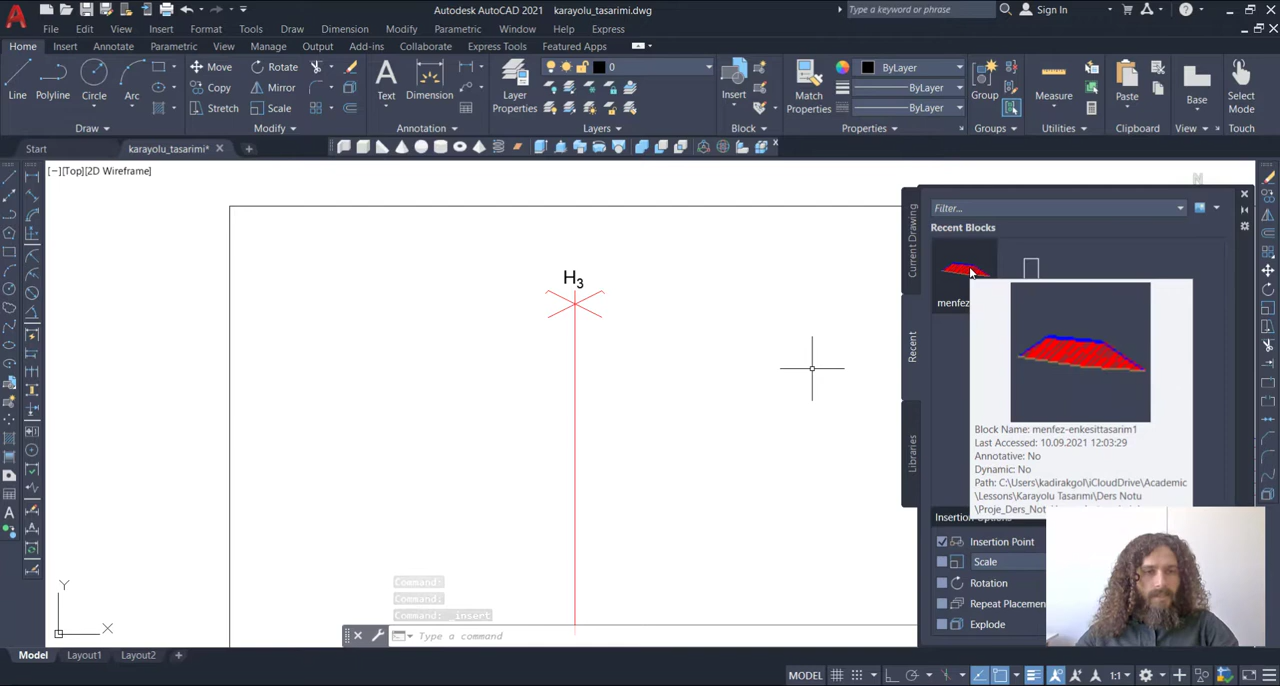 Autodesk AutoCAD 2021 karayolu_tasarimi.dwg
Type a keyword or phrase
Sign In
File Edit View Insert Format Tools Draw Dimension Modify Parametric Window Help Express
Home Insert Annotate Parametric View Manage Output Add-ins Collaborate Express Tools Featured Apps
Line Polyline Circle Arc
Move Rotate
Copy Mirror
Stretch Scale
Text Dimension
Layer Properties
0
Insert
Match Properties
ByLayer
ByLayer
ByLayer
Group
Measure
Paste
Base
Select Mode
Draw Modify Annotation Layers Block Properties Groups Utilities Clipboard View Touch
Start karayolu_tasarimi*
[−][Top][2D Wireframe]
N
H3
Y
X
Current Drawing
Recent
Libraries
Filter...
Recent Blocks
menfez
Block Name: menfez-enkesittasarim1
Last Accessed: 10.09.2021 12:03:29
Annotative: No
Dynamic: No
Path: C:\Users\kadirakgol\iCloudDrive\Academic
\Lessons\Karayolu Tasarımı\Ders Notu
Insertion Options
Insertion Point
Scale
Rotation
Repeat Placemen
Explode
Command:
Command:
Command: _insert
Type a command
Model Layout1 Layout2
MODEL
1:1